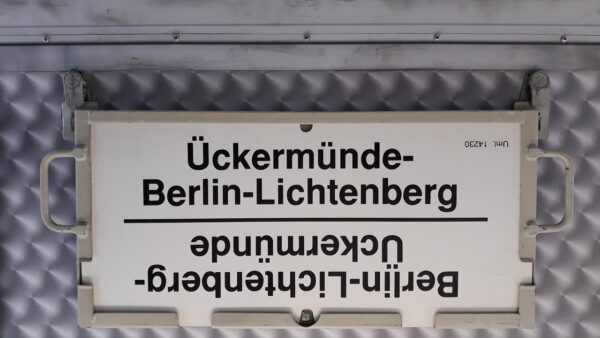 Ückermünde-
Berlin-Lichtenberg
Berlin-Lichtenberg-
Ückermünde
Uml. 14230